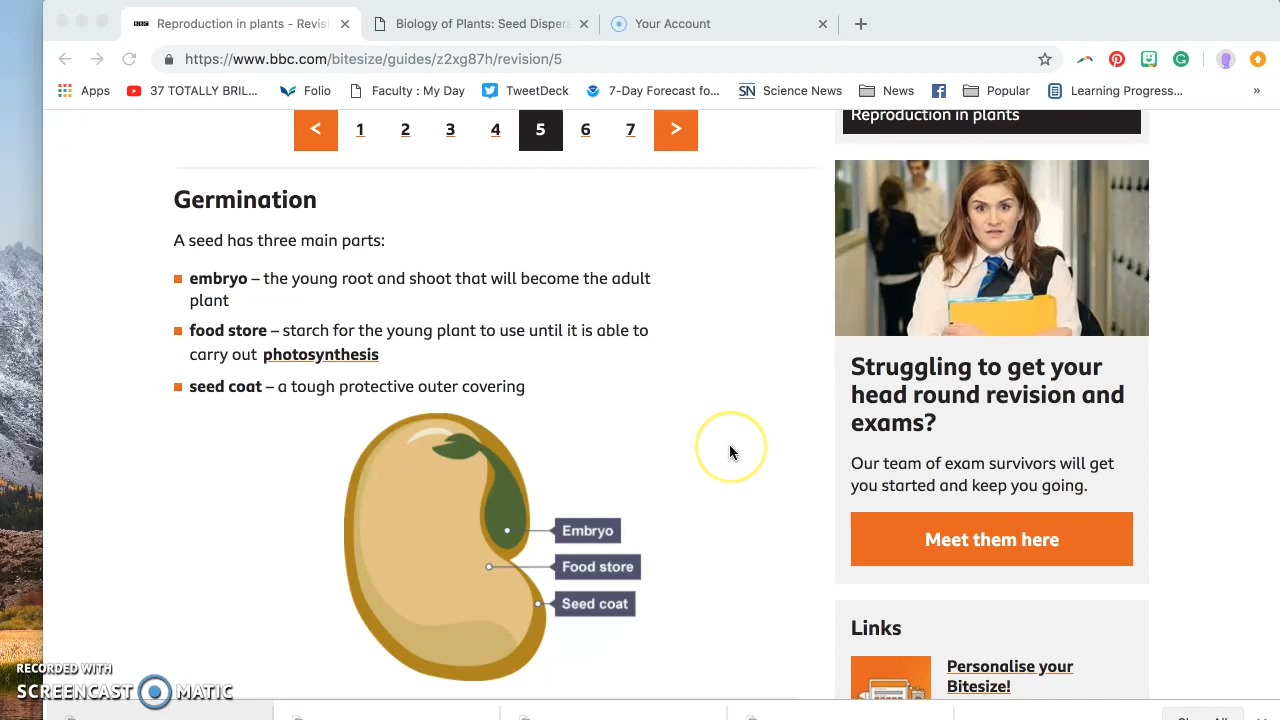 BBC Reproduction in plants - Revisi
Biology of Plants: Seed Dispers
Your Account
https://www.bbc.com/bitesize/guides/z2xg87h/revision/5
Apps
37 TOTALLY BRIL...
Folio
Faculty : My Day
TweetDeck
7-Day Forecast fo...
SN Science News
News
Popular
Learning Progress...
»
< 1 2 3 4 5 6 7 >
Reproduction in plants
Germination
A seed has three main parts:
embryo – the young root and shoot that will become the adult
plant
food store – starch for the young plant to use until it is able to
carry out photosynthesis
seed coat – a tough protective outer covering
Embryo
Food store
Seed coat
Struggling to get your
head round revision and
exams?
Our team of exam survivors will get
you started and keep you going.
Meet them here
Links
Personalise your
Bitesize!
RECORDED WITH
SCREENCAST MATIC